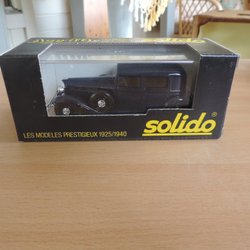 solido
LES MODELES PRESTIGIEUX 1925/1940